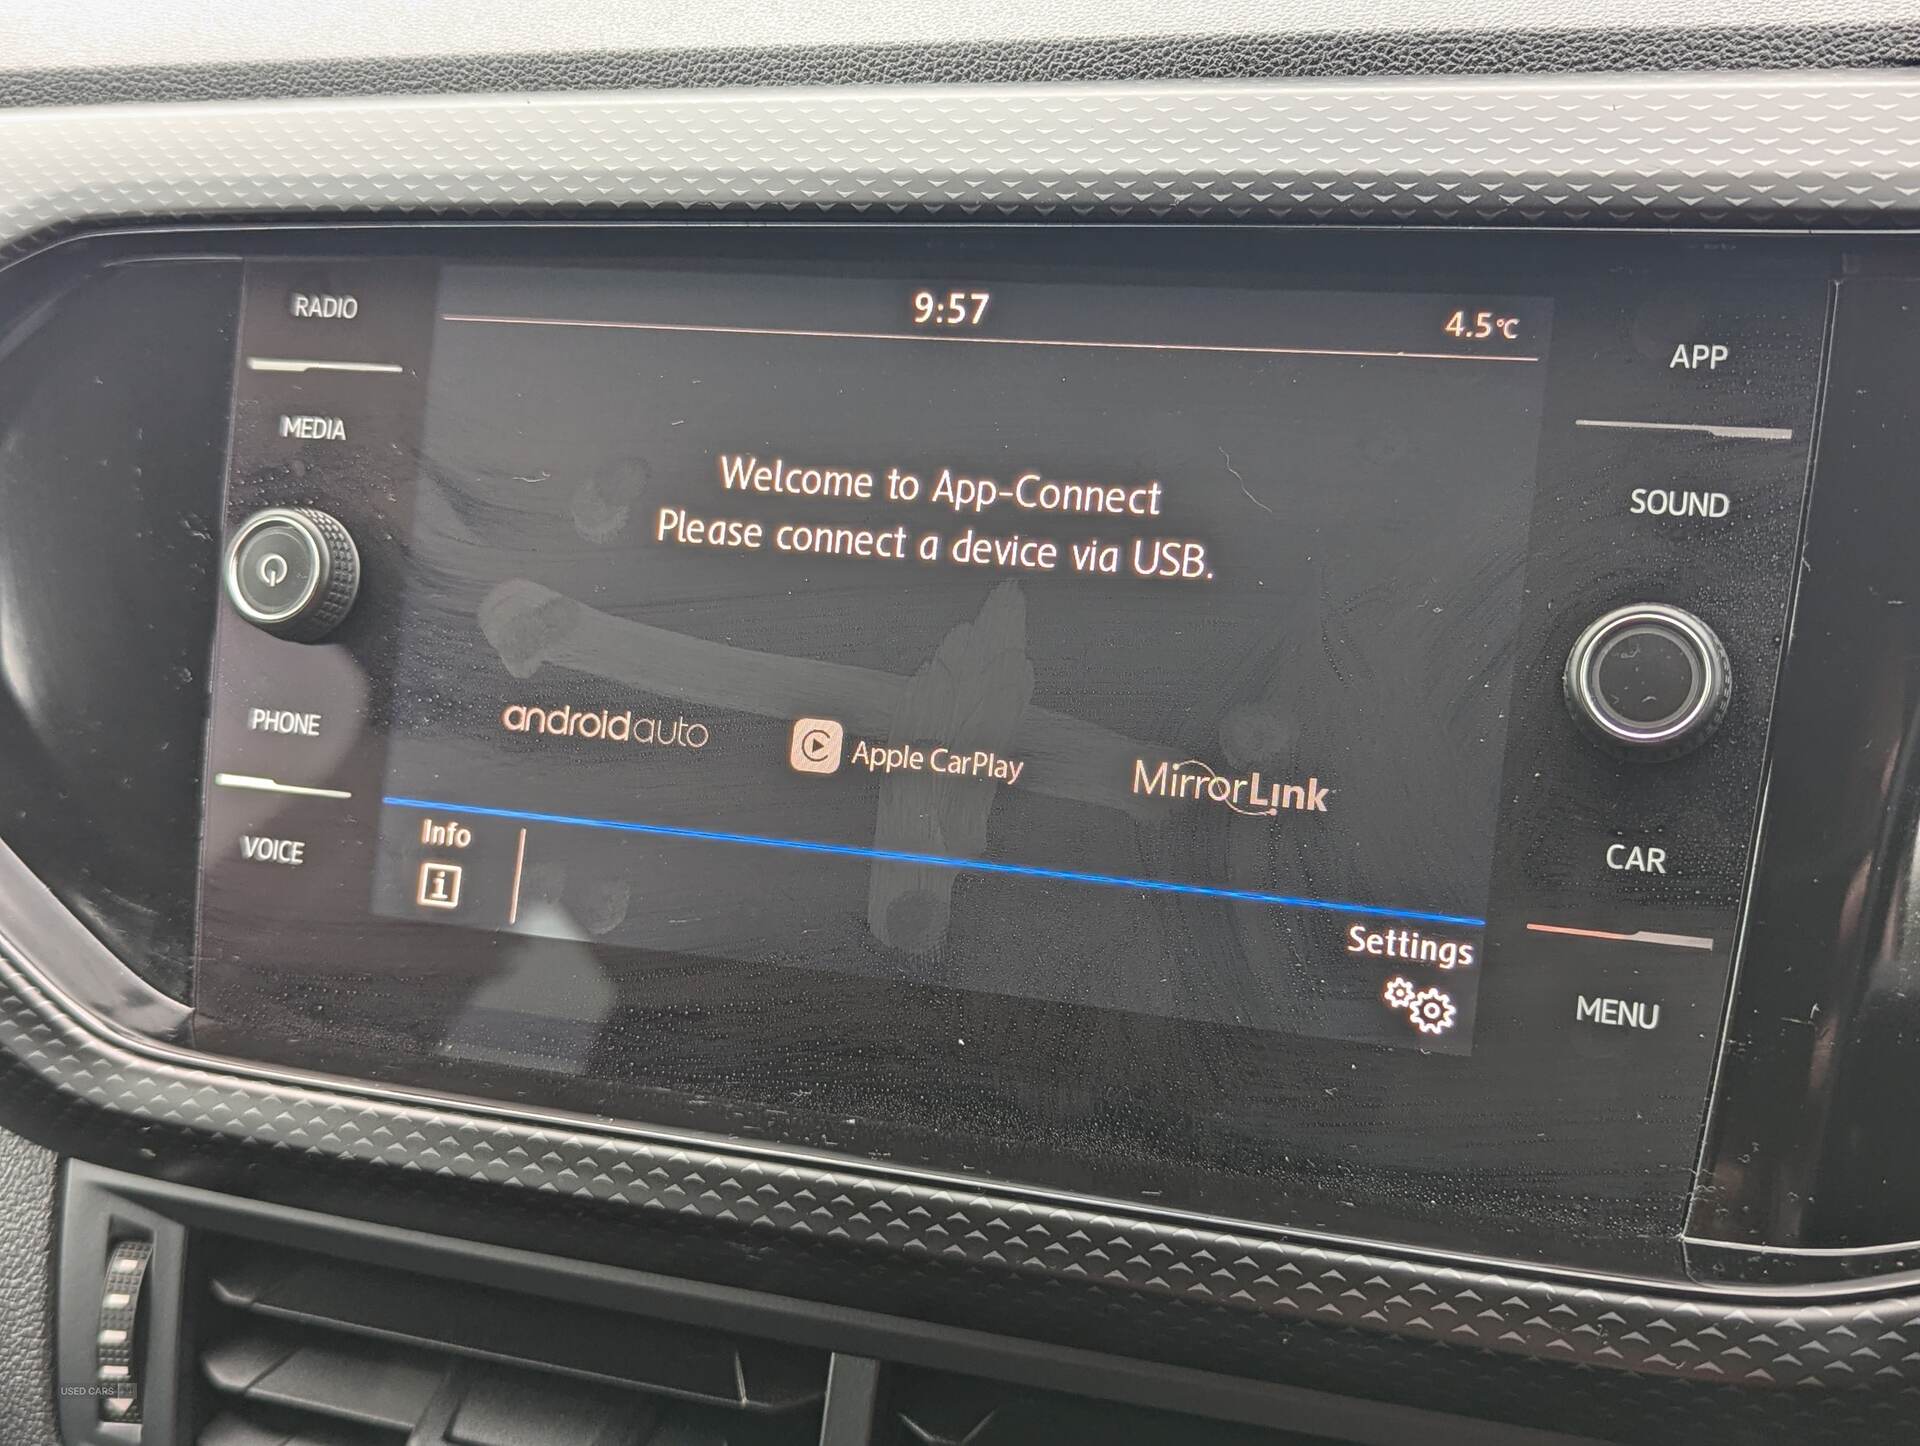 RADIO
MEDIA
PHONE
VOICE
9:57
4.5°C
Welcome to App-Connect
Please connect a device via USB.
androidauto
Apple CarPlay
MirrorLink
Info
i
Settings
APP
SOUND
CAR
MENU
USED CARS